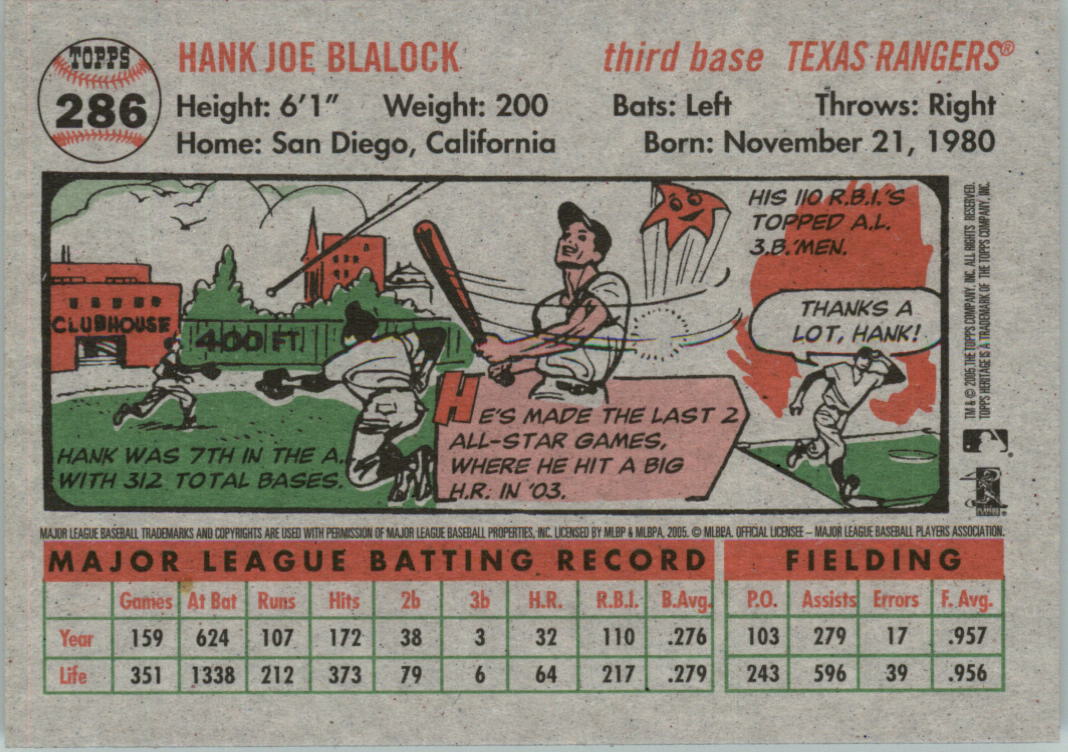 TOPPS
286
HANK JOE BLALOCK third base TEXAS RANGERS®
Height: 6'1" Weight: 200 Bats: Left Throws: Right
Home: San Diego, California Born: November 21, 1980
CLUBHOUSE
400 FT.
HANK WAS 7TH IN THE A.
WITH 312 TOTAL BASES.
HE'S MADE THE LAST 2
ALL-STAR GAMES,
WHERE HE HIT A BIG
H.R. IN '03.
HIS 110 R.B.I.'S
TOPPED A.L.
3.B.'MEN.
THANKS A
LOT, HANK!
TM & © 2005 THE TOPPS COMPANY, INC. ALL RIGHTS RESERVED.
TOPPS HERITAGE IS A TRADEMARK OF THE TOPPS COMPANY, INC.
MAJOR LEAGUE BASEBALL TRADEMARKS AND COPYRIGHTS ARE USED WITH PERMISSION OF MAJOR LEAGUE BASEBALL PROPERTIES, INC. LICENSED BY MLBP & MLBPA, 2005. © MLBPA. OFFICIAL LICENSEE – MAJOR LEAGUE BASEBALL PLAYERS ASSOCIATION.
MAJOR LEAGUE BATTING RECORD FIELDING
Games At Bat Runs Hits 2b 3b H.R. R.B.I. B.Avg. P.O. Assists Errors F. Avg.
Year 159 624 107 172 38 3 32 110 .276 103 279 17 .957
Life 351 1338 212 373 79 6 64 217 .279 243 596 39 .956